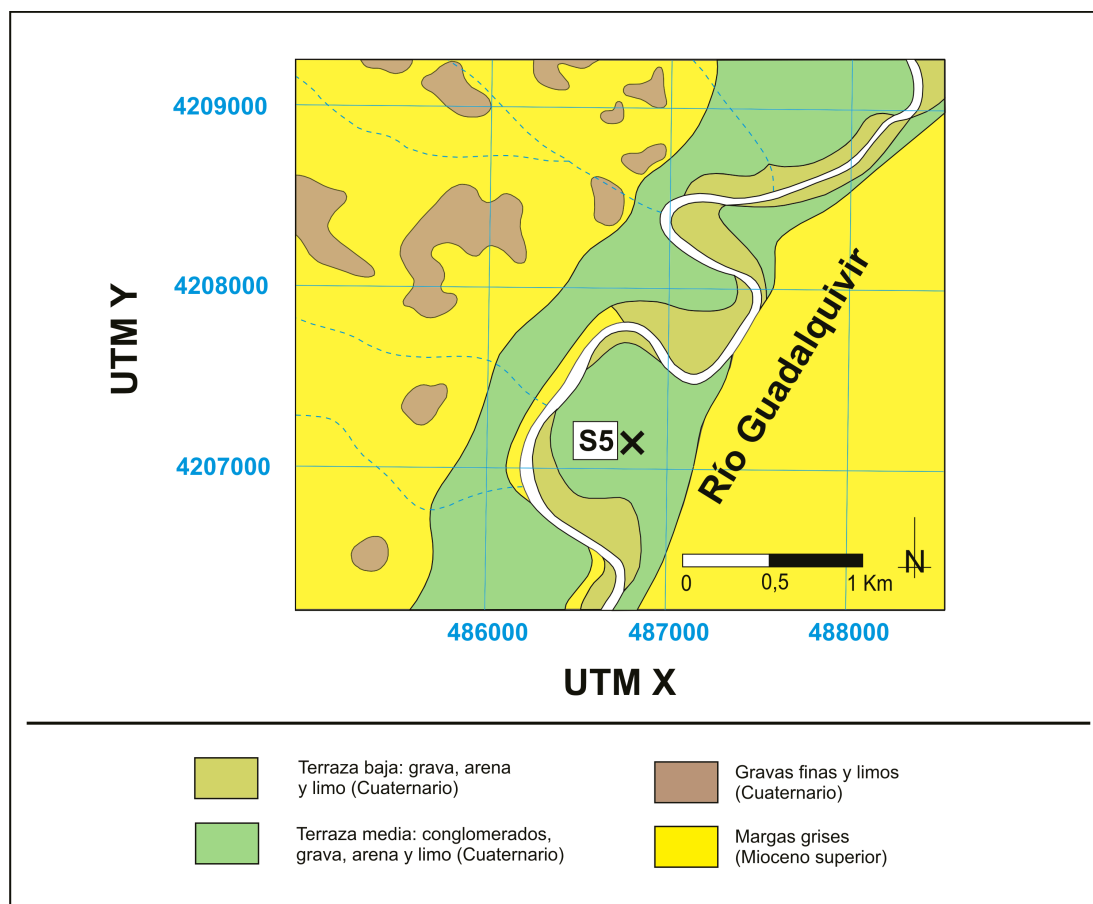 4209000
4208000
4207000
UTM Y
S5
Río Guadalquivir
N
0
0,5
1 Km
486000
487000
488000
UTM X
Terraza baja: grava, arena
y limo (Cuaternario)
Terraza media: conglomerados,
grava, arena y limo (Cuaternario)
Gravas finas y limos
(Cuaternario)
Margas grises
(Mioceno superior)